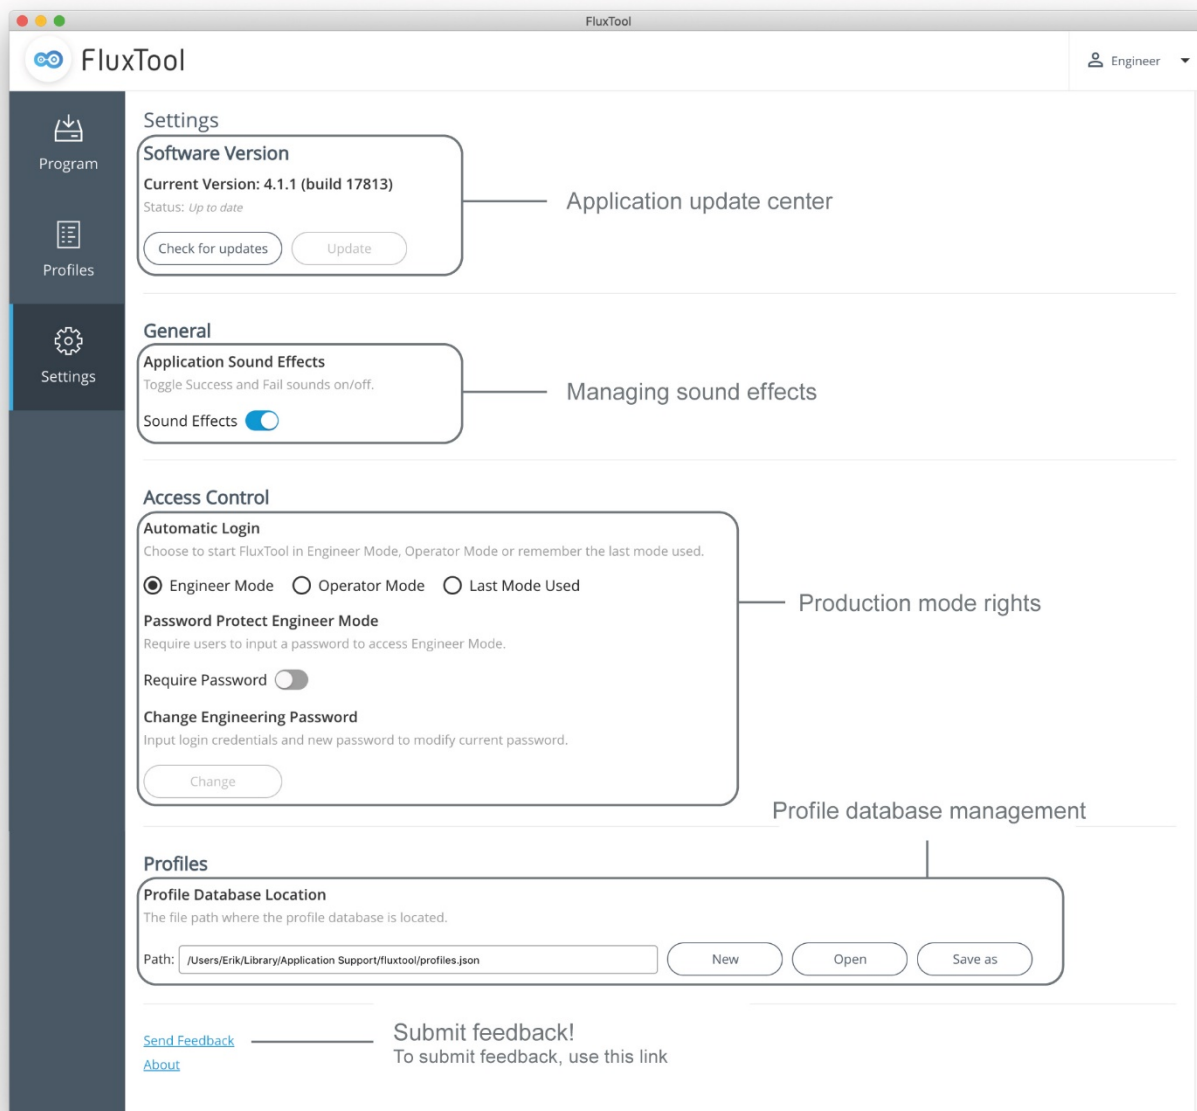 FluxTool
FluxTool
Engineer
Program
Profiles
Settings
Settings
Software Version
Current Version: 4.1.1 (build 17813)
Status: Up to date
Check for updates
Update
Application update center
General
Application Sound Effects
Toggle Success and Fail sounds on/off.
Sound Effects
Managing sound effects
Access Control
Automatic Login
Choose to start FluxTool in Engineer Mode, Operator Mode or remember the last mode used.
Engineer Mode Operator Mode Last Mode Used
Password Protect Engineer Mode
Require users to input a password to access Engineer Mode.
Require Password
Change Engineering Password
Input login credentials and new password to modify current password.
Change
Production mode rights
Profile database management
Profiles
Profile Database Location
The file path where the profile database is located.
Path: /Users/Erik/Library/Application Support/fluxtool/profiles.json New Open Save as
Send Feedback
About
Submit feedback!
To submit feedback, use this link